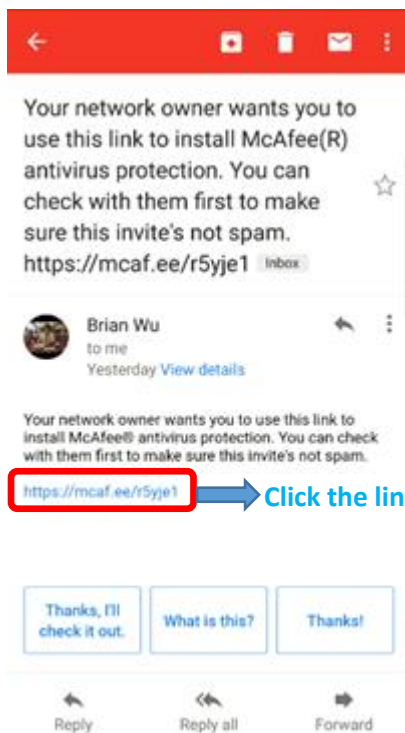 Your network owner wants you to
use this link to install McAfee(R)
antivirus protection. You can
check with them first to make
sure this invite's not spam.
https://mcaf.ee/r5yje1 Inbox
Brian Wu
to me
Yesterday View details
Your network owner wants you to use this link to
install McAfee® antivirus protection. You can check
with them first to make sure this invite's not spam.
https://mcaf.ee/r5yje1 Click the lin
Thanks, I'll
check it out.
What is this?
Thanks!
Reply Reply all Forward